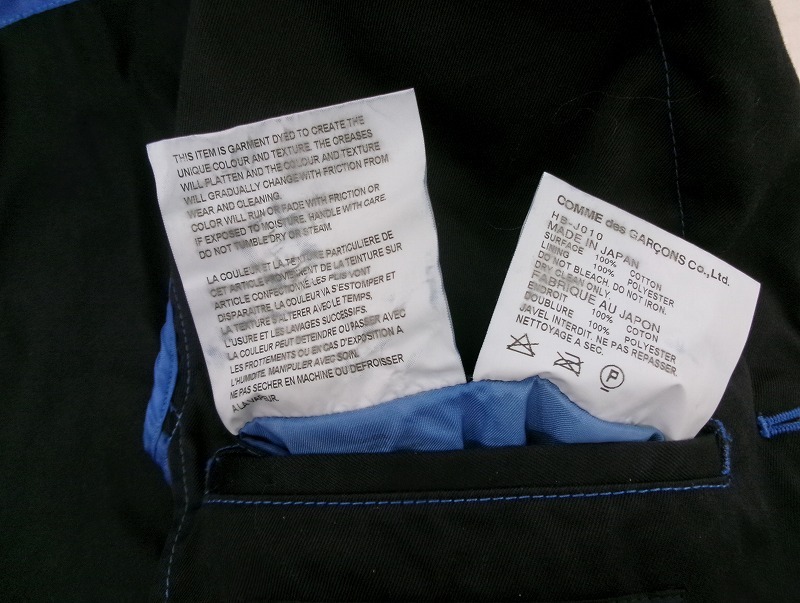 THIS ITEM IS GARMENT DYED TO CREATE THE
UNIQUE COLOUR AND TEXTURE. THE CREASES
WILL FLATTEN AND THE COLOUR AND TEXTURE
WILL GRADUALLY CHANGE WITH FRICTION FROM
WEAR AND CLEANING.
COLOR WILL RUN OR FADE WITH FRICTION OR
IF EXPOSED TO MOISTURE. HANDLE WITH CARE.
DO NOT TUMBLE DRY OR STEAM.
LA COULEUR ET LA TEXTURE PARTICULIERE DE
CET ARTICLE PROVIENNENT DE LA TEINTURE SUR
ARTICLE CONFECTIONNE. LES PLIS VONT
DISPARAITRE, LA COULEUR VA S'ESTOMPER ET
LA TEXTURE S'ALTERER AVEC LE TEMPS,
L'USURE ET LES LAVAGES SUCCESSIFS.
LA COULEUR PEUT DETEINDRE OU PASSER AVEC
LES FROTTEMENTS OU EN CAS D'EXPOSITION A
L'HUMIDITE. MANIPULER AVEC SOIN.
NE PAS SECHER EN MACHINE OU DEFROISSER
A LA VAPEUR.
COMME des GARÇONS Co.,Ltd.
HB-J010
MADE IN JAPAN
SURFACE 100% COTTON
LINING 100% POLYESTER
DO NOT BLEACH. DO NOT IRON.
DRY CLEAN ONLY.
FABRIQUE AU JAPON
ENDROIT 100% COTON
DOUBLURE 100% POLYESTER
JAVEL INTERDIT. NE PAS REPASSER.
NETTOYAGE A SEC.
P